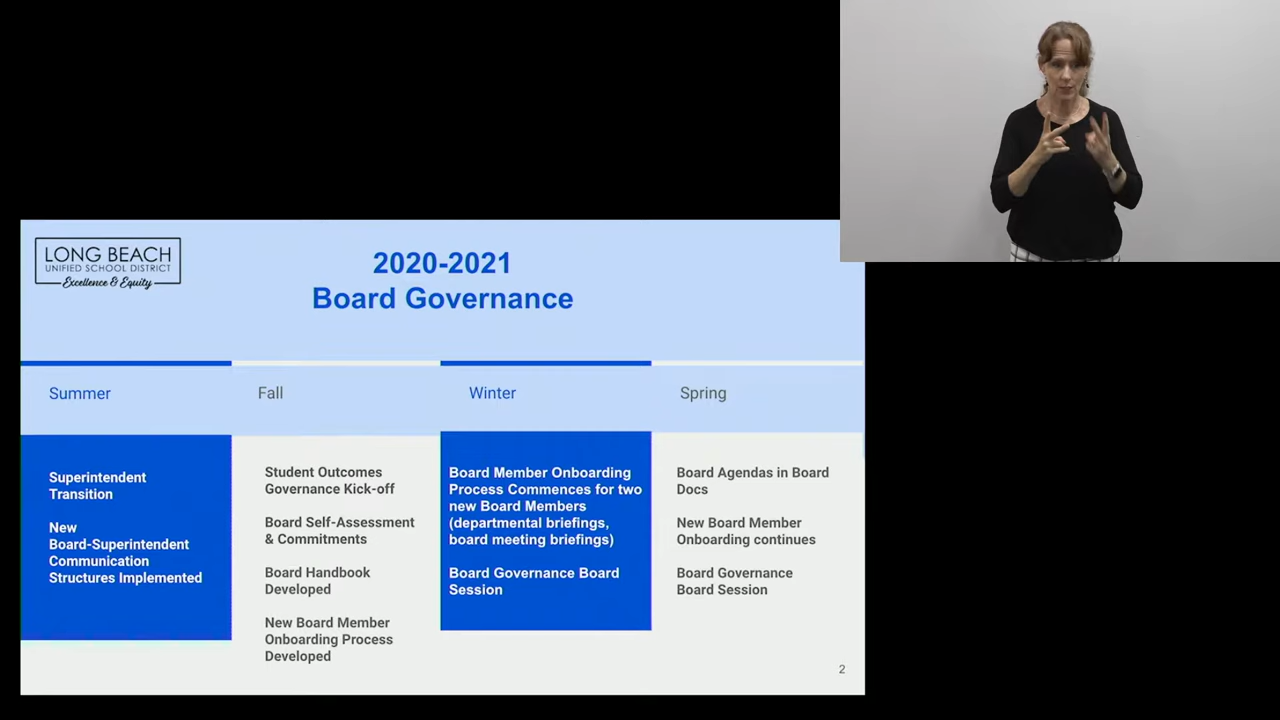 LONG BEACH
UNIFIED SCHOOL DISTRICT
Excellence & Equity
2020-2021
Board Governance
Summer
Fall
Winter
Spring
Superintendent
Transition
New
Board-Superintendent
Communication
Structures Implemented
Student Outcomes
Governance Kick-off
Board Self-Assessment
& Commitments
Board Handbook
Developed
New Board Member
Onboarding Process
Developed
Board Member Onboarding
Process Commences for two
new Board Members
(departmental briefings,
board meeting briefings)
Board Governance Board
Session
Board Agendas in Board
Docs
New Board Member
Onboarding continues
Board Governance
Board Session
2